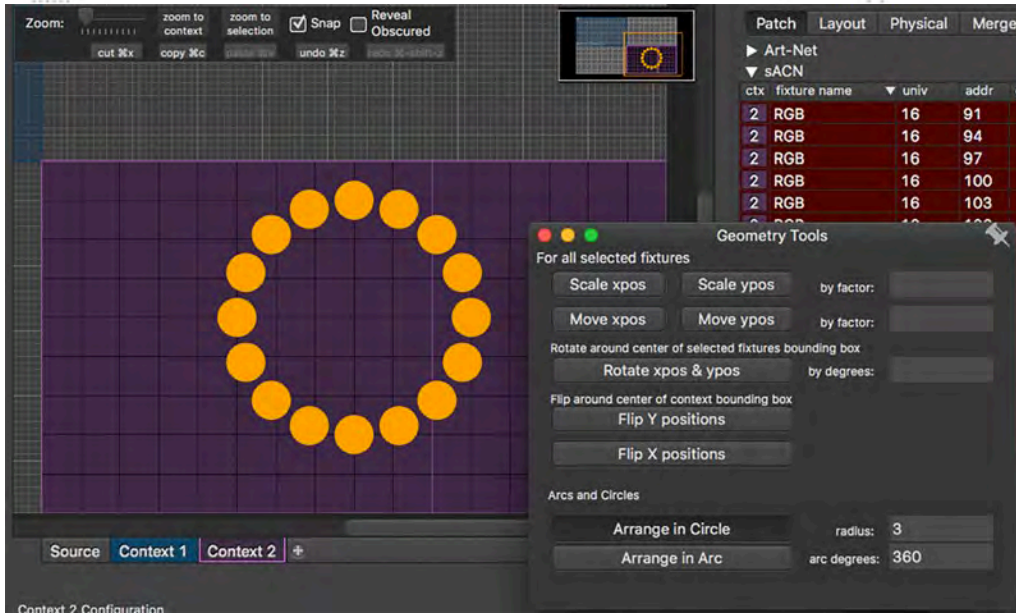 Zoom:
zoom to context
zoom to selection
Snap
Reveal Obscured
cut ⌘x
copy ⌘c
paste ⌘v
undo ⌘z
Patch Layout Physical Merge
▶ Art-Net
▼ sACN
ctx fixture name ▼ univ addr
2 RGB 16 91
2 RGB 16 94
2 RGB 16 97
2 RGB 16 100
2 RGB 16 103
Geometry Tools
For all selected fixtures
Scale xpos Scale ypos by factor:
Move xpos Move ypos by factor:
Rotate around center of selected fixtures bounding box
Rotate xpos & ypos by degrees:
Flip around center of context bounding box
Flip Y positions
Flip X positions
Arcs and Circles
Arrange in Circle radius: 3
Arrange in Arc arc degrees: 360
Source Context 1 Context 2 +
Context 2 Configuration